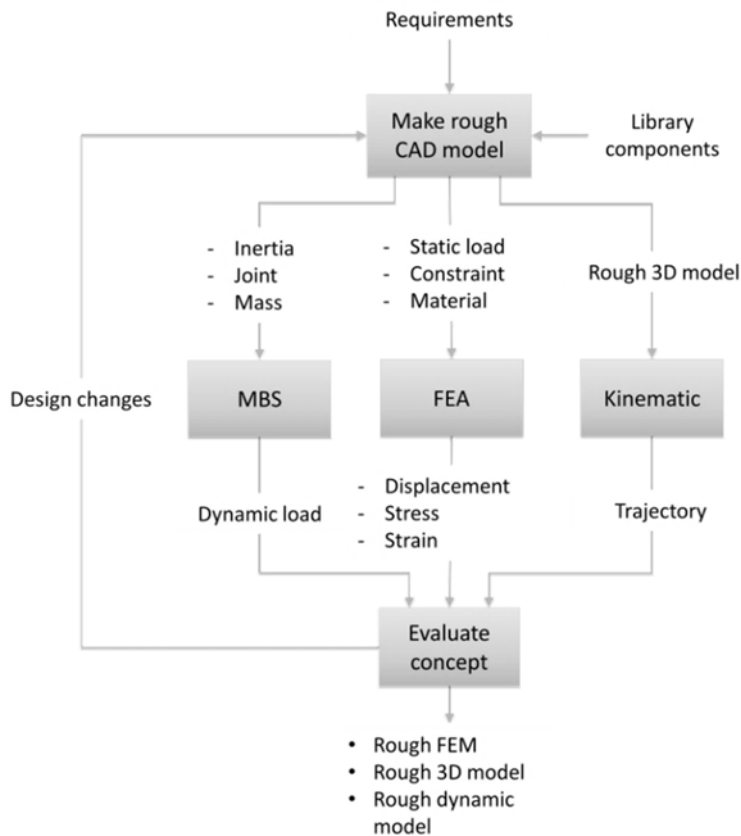 Requirements
Make rough
CAD model
Library
components
- Inertia
- Joint
- Mass
- Static load
- Constraint
- Material
Rough 3D model
Design changes
MBS
FEA
Kinematic
Dynamic load
- Displacement
- Stress
- Strain
Trajectory
Evaluate
concept
• Rough FEM
• Rough 3D model
• Rough dynamic
model